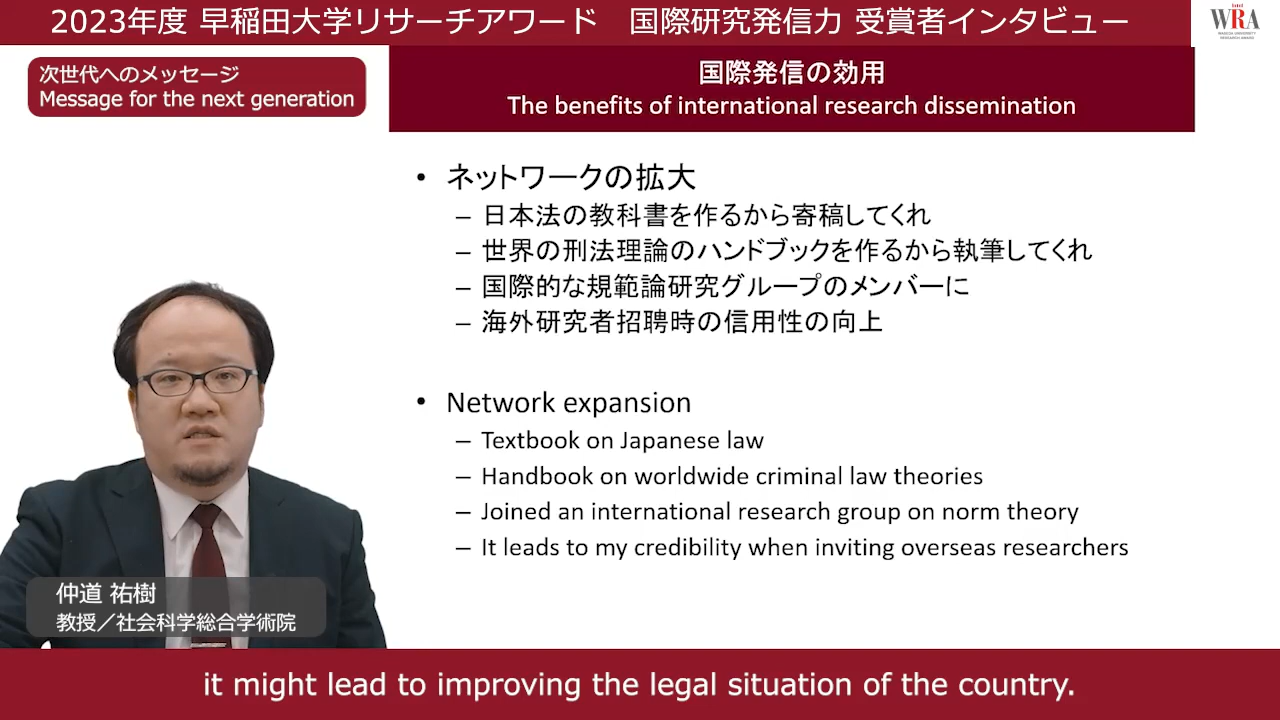 2023年度 早稲田大学リサーチアワード　国際研究発信力 受賞者インタビュー
WRA
次世代へのメッセージ
Message for the next generation
国際発信の効用
The benefits of international research dissemination
• ネットワークの拡大
– 日本法の教科書を作るから寄稿してくれ
– 世界の刑法理論のハンドブックを作るから執筆してくれ
– 国際的な規範論研究グループのメンバーに
– 海外研究者招聘時の信用性の向上
• Network expansion
– Textbook on Japanese law
– Handbook on worldwide criminal law theories
– Joined an international research group on norm theory
– It leads to my credibility when inviting overseas researchers
仲道 祐樹
教授／社会科学総合学術院
it might lead to improving the legal situation of the country.